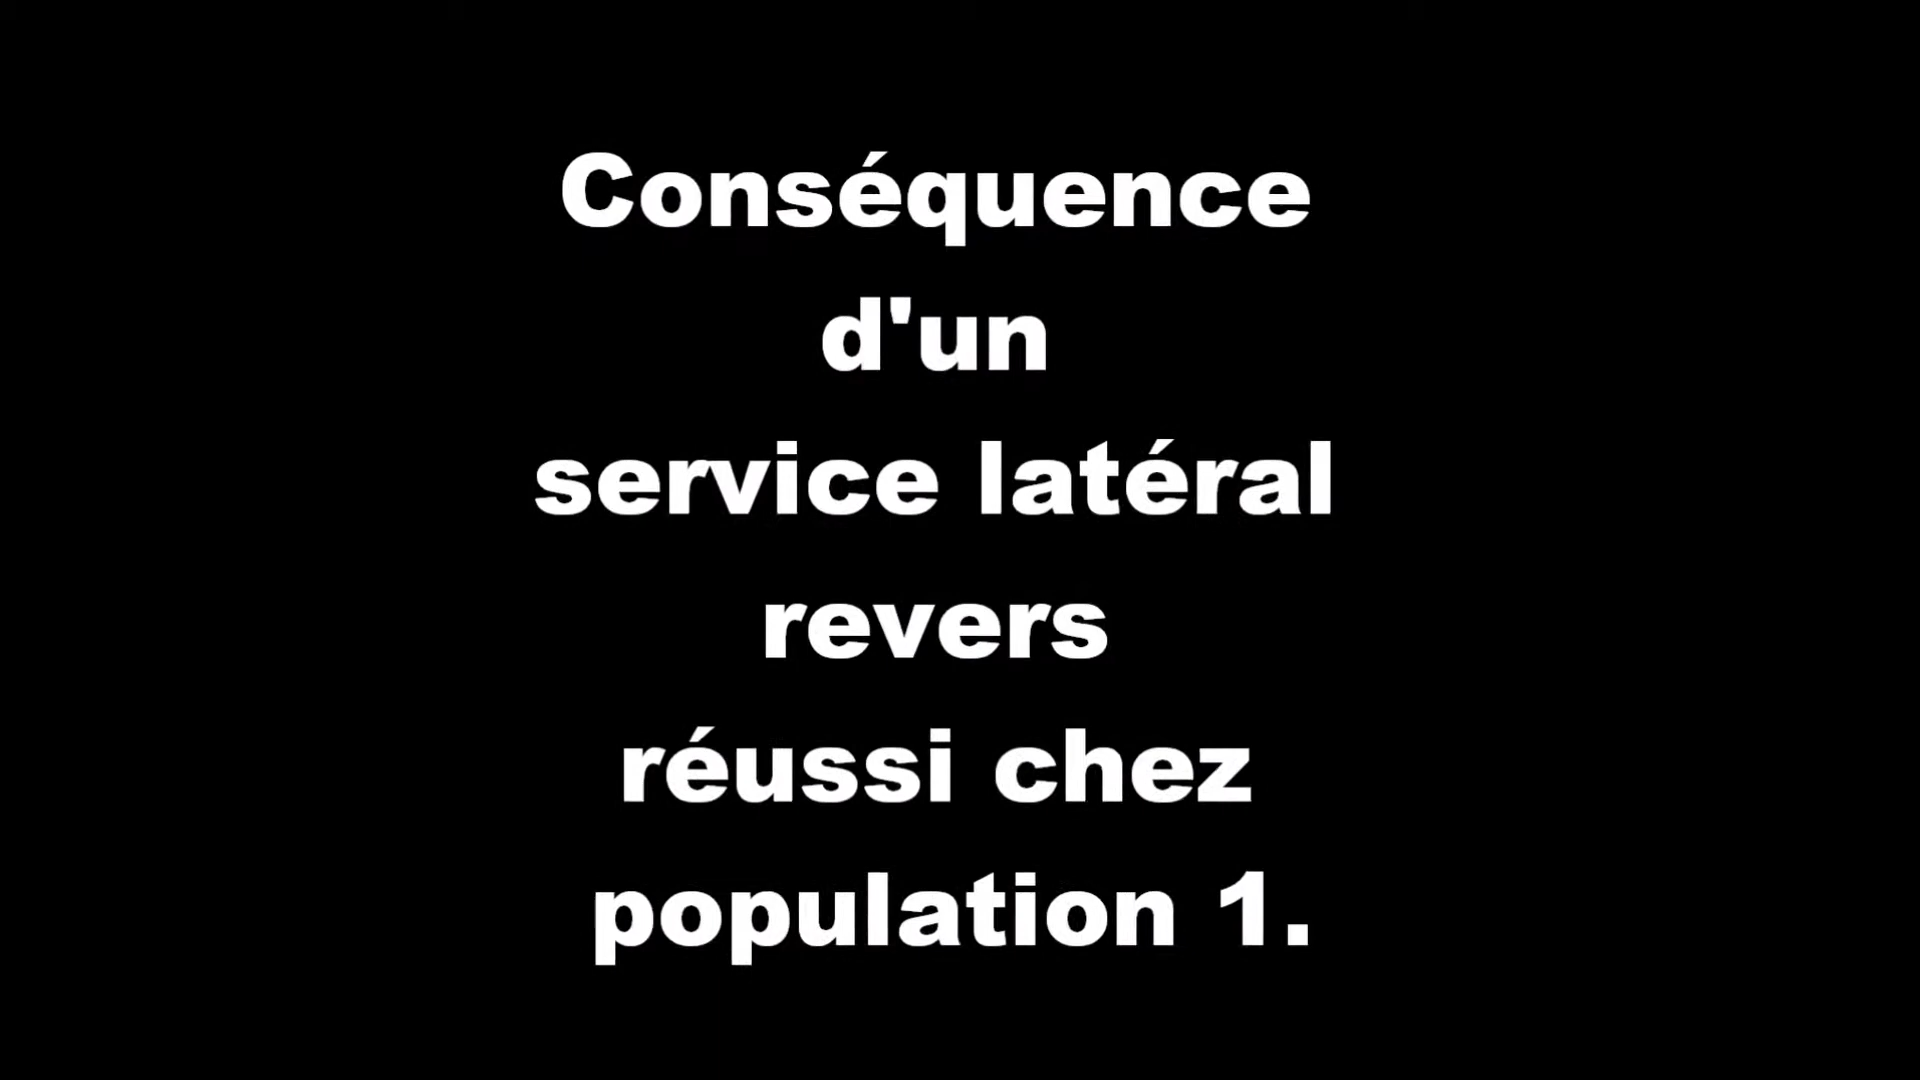 Conséquence
d'un
service latéral
revers
réussi chez
population 1.